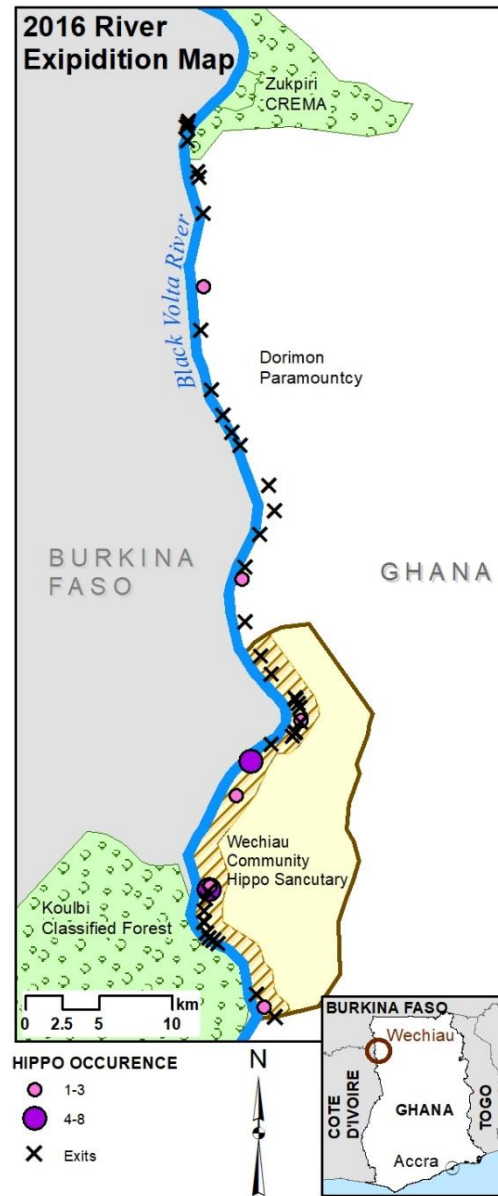 2016 River
Exipidition Map
Zukpiri
CREMA
Black Volta River
Dorimon
Paramountcy
BURKINA
FASO
GHANA
Wechiau
Community
Hippo Sancutary
Koulbi
Classified Forest
km
0 2.5 5 10
HIPPO OCCURENCE
1-3
4-8
Exits
N
BURKINA FASO
Wechiau
COTE
D'IVOIRE
GHANA
TOGO
Accra